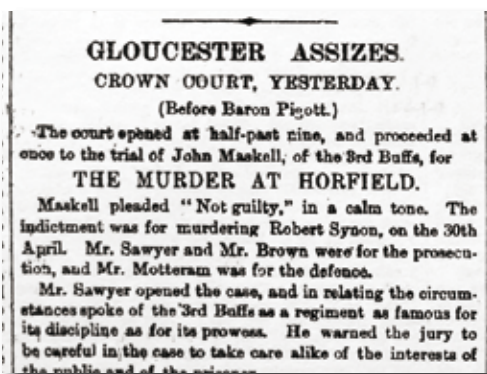 GLOUCESTER ASSIZES.
CROWN COURT, YESTERDAY.
(Before Baron Pigott.)
The court opened at half-past nine, and proceeded at
once to the trial of John Maskell, of the 3rd Buffs, for
THE MURDER AT HORFIELD.
Maskell pleaded "Not guilty," in a calm tone. The
indictment was for murdering Robert Synon, on the 30th
April. Mr. Sawyer and Mr. Brown were for the prosecu-
tion, and Mr. Motteram was for the defence.
Mr. Sawyer opened the case, and in relating the circum-
stances spoke of the 3rd Buffs as a regiment as famous for
its discipline as for its prowess. He warned the jury to
be careful in the case to take care alike of the interests of
the public and of the prisoner